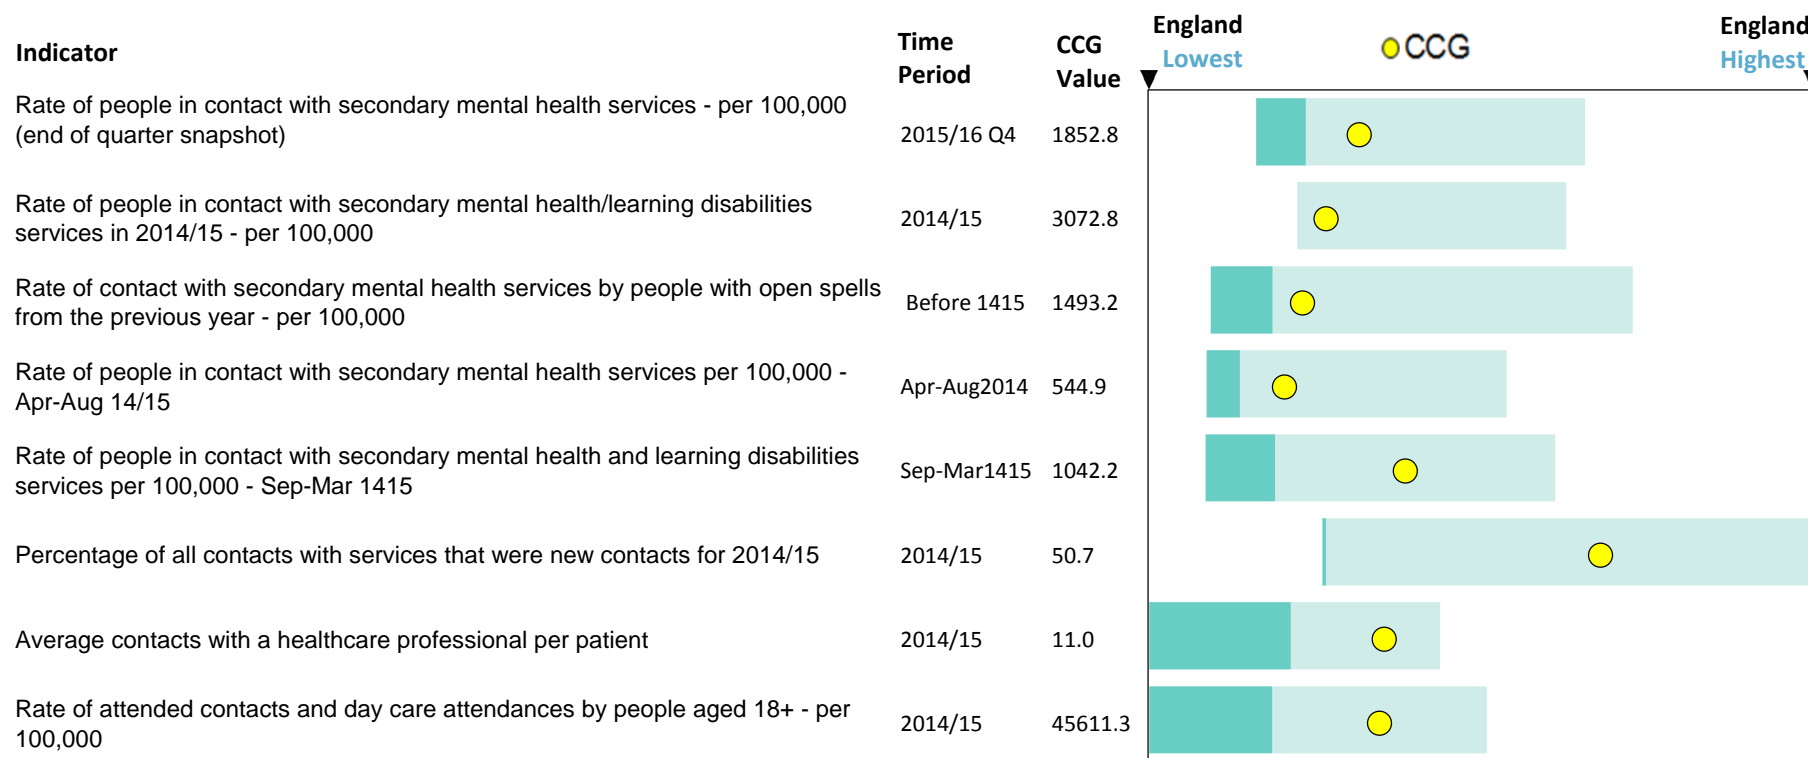 Indicator
Time
Period
CCG
Value
England
Lowest
CCG
England
Highest
Rate of people in contact with secondary mental health services - per 100,000
(end of quarter snapshot)
2015/16 Q4
1852.8
Rate of people in contact with secondary mental health/learning disabilities
services in 2014/15 - per 100,000
2014/15
3072.8
Rate of contact with secondary mental health services by people with open spells
from the previous year - per 100,000
Before 1415
1493.2
Rate of people in contact with secondary mental health services per 100,000 -
Apr-Aug 14/15
Apr-Aug2014
544.9
Rate of people in contact with secondary mental health and learning disabilities
services per 100,000 - Sep-Mar 1415
Sep-Mar1415
1042.2
Percentage of all contacts with services that were new contacts for 2014/15
2014/15
50.7
Average contacts with a healthcare professional per patient
2014/15
11.0
Rate of attended contacts and day care attendances by people aged 18+ - per
100,000
2014/15
45611.3